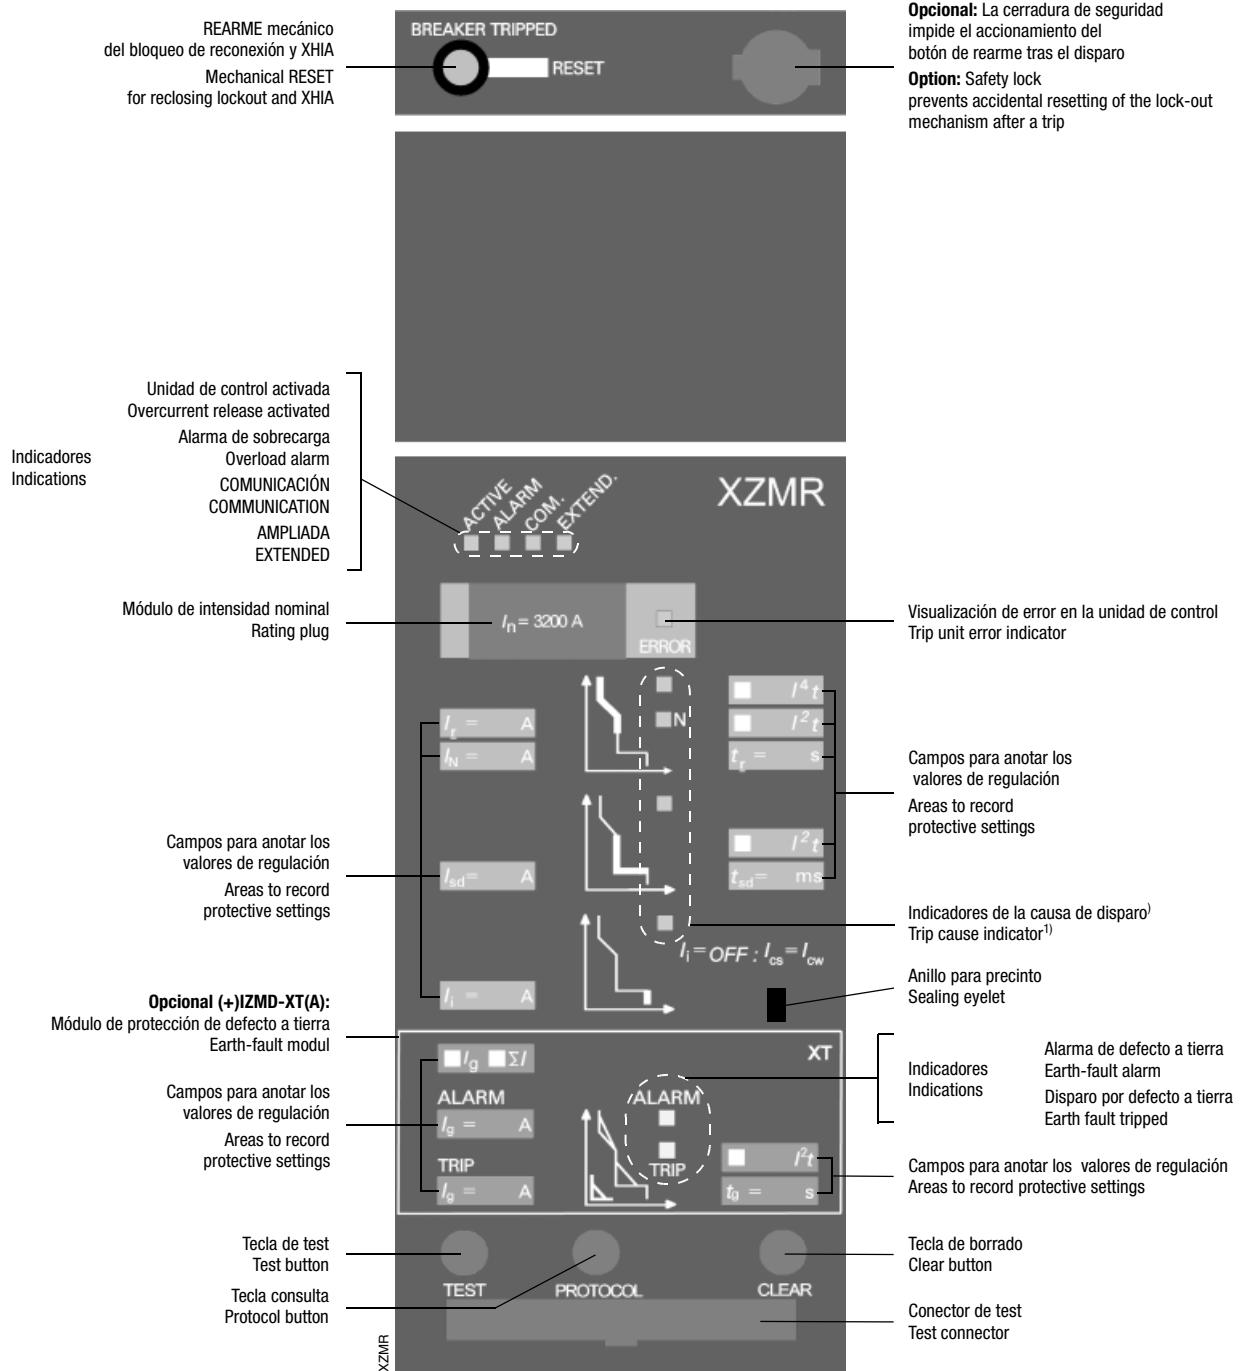 REARME mecánico
del bloqueo de reconexión y XHIA
Mechanical RESET
for reclosing lockout and XHIA
BREAKER TRIPPED
RESET
Opcional: La cerradura de seguridad
impide el accionamiento del
botón de rearme tras el disparo
Option: Safety lock
prevents accidental resetting of the lock-out
mechanism after a trip
Indicadores
Indications
Unidad de control activada
Overcurrent release activated
Alarma de sobrecarga
Overload alarm
COMUNICACIÓN
COMMUNICATION
AMPLIADA
EXTENDED
ACTIVE
ALARM
COM.
EXTEND.
XZMR
Módulo de intensidad nominal
Rating plug
In = 3200 A
ERROR
Visualización de error en la unidad de control
Trip unit error indicator
N
Ir = A
IN = A
I⁴t
I²t
tr = s
Campos para anotar los
valores de regulación
Areas to record
protective settings
Campos para anotar los
valores de regulación
Areas to record
protective settings
Isd= A
I²t
tsd= ms
Indicadores de la causa de disparo)
Trip cause indicator1)
Ii = OFF : Ics = Icw
Ii = A
Anillo para precinto
Sealing eyelet
Opcional (+)IZMD-XT(A):
Módulo de protección de defecto a tierra
Earth-fault modul
XT
Ig ΣI
Campos para anotar los
valores de regulación
Areas to record
protective settings
ALARM
Ig = A
TRIP
Ig = A
ALARM
TRIP
Indicadores
Indications
Alarma de defecto a tierra
Earth-fault alarm
Disparo por defecto a tierra
Earth fault tripped
I²t
tg = s
Campos para anotar los valores de regulación
Areas to record protective settings
Tecla de test
Test button
Tecla consulta
Protocol button
TEST
PROTOCOL
CLEAR
Tecla de borrado
Clear button
Conector de test
Test connector
XZMR